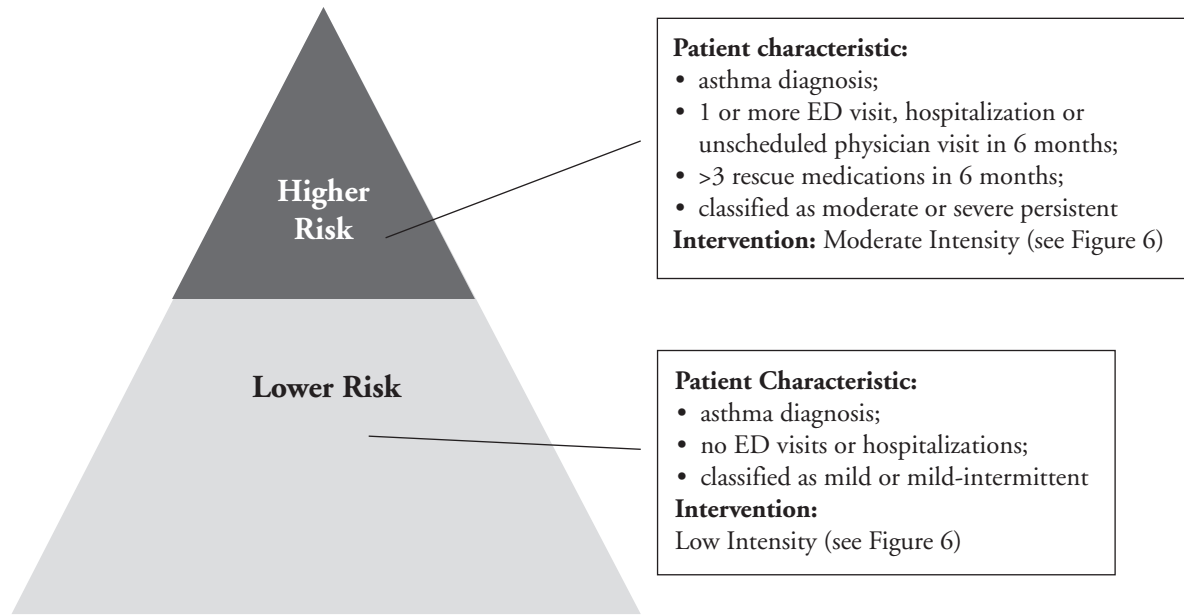 Higher
Risk
Patient characteristic:
• asthma diagnosis;
• 1 or more ED visit, hospitalization or
unscheduled physician visit in 6 months;
• >3 rescue medications in 6 months;
• classified as moderate or severe persistent
Intervention: Moderate Intensity (see Figure 6)
Lower Risk
Patient Characteristic:
• asthma diagnosis;
• no ED visits or hospitalizations;
• classified as mild or mild-intermittent
Intervention:
Low Intensity (see Figure 6)